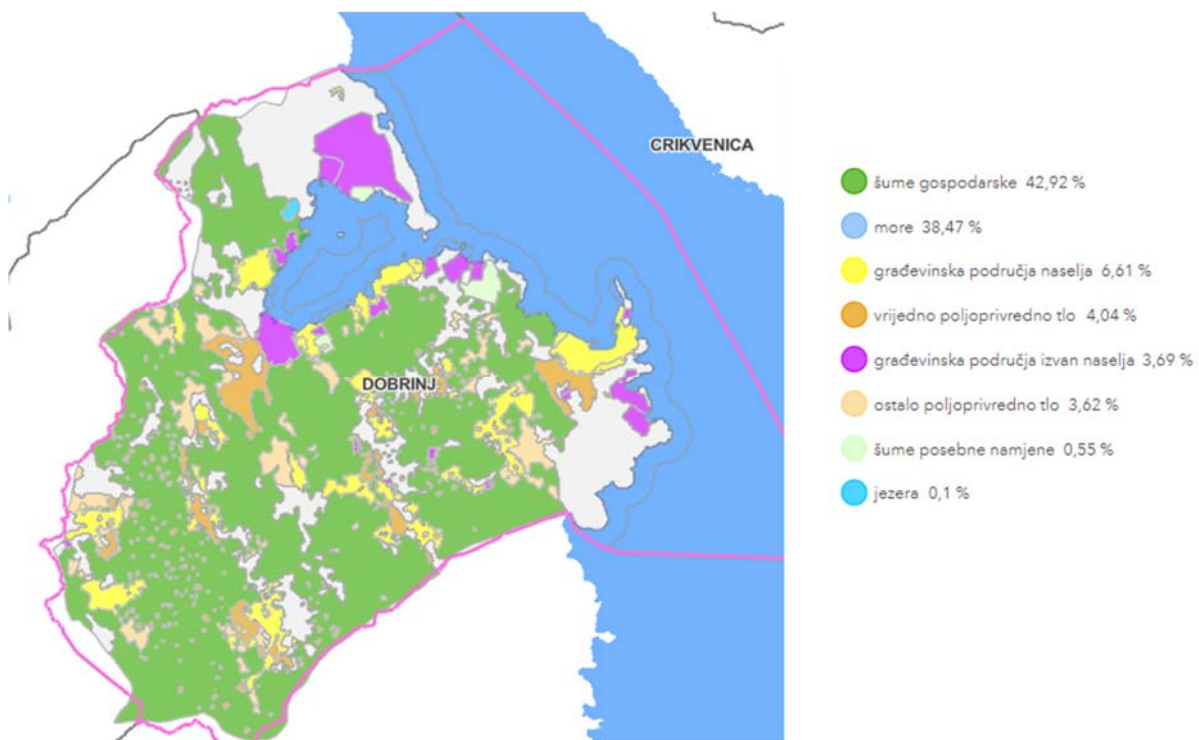 CRIKVENICA
DOBRINJ
šume gospodarske 42,92 %
more 38,47 %
građevinska područja naselja 6,61 %
vrijedno poljoprivredno tlo 4,04 %
građevinska područja izvan naselja 3,69 %
ostalo poljoprivredno tlo 3,62 %
šume posebne namjene 0,55 %
jezera 0,1 %